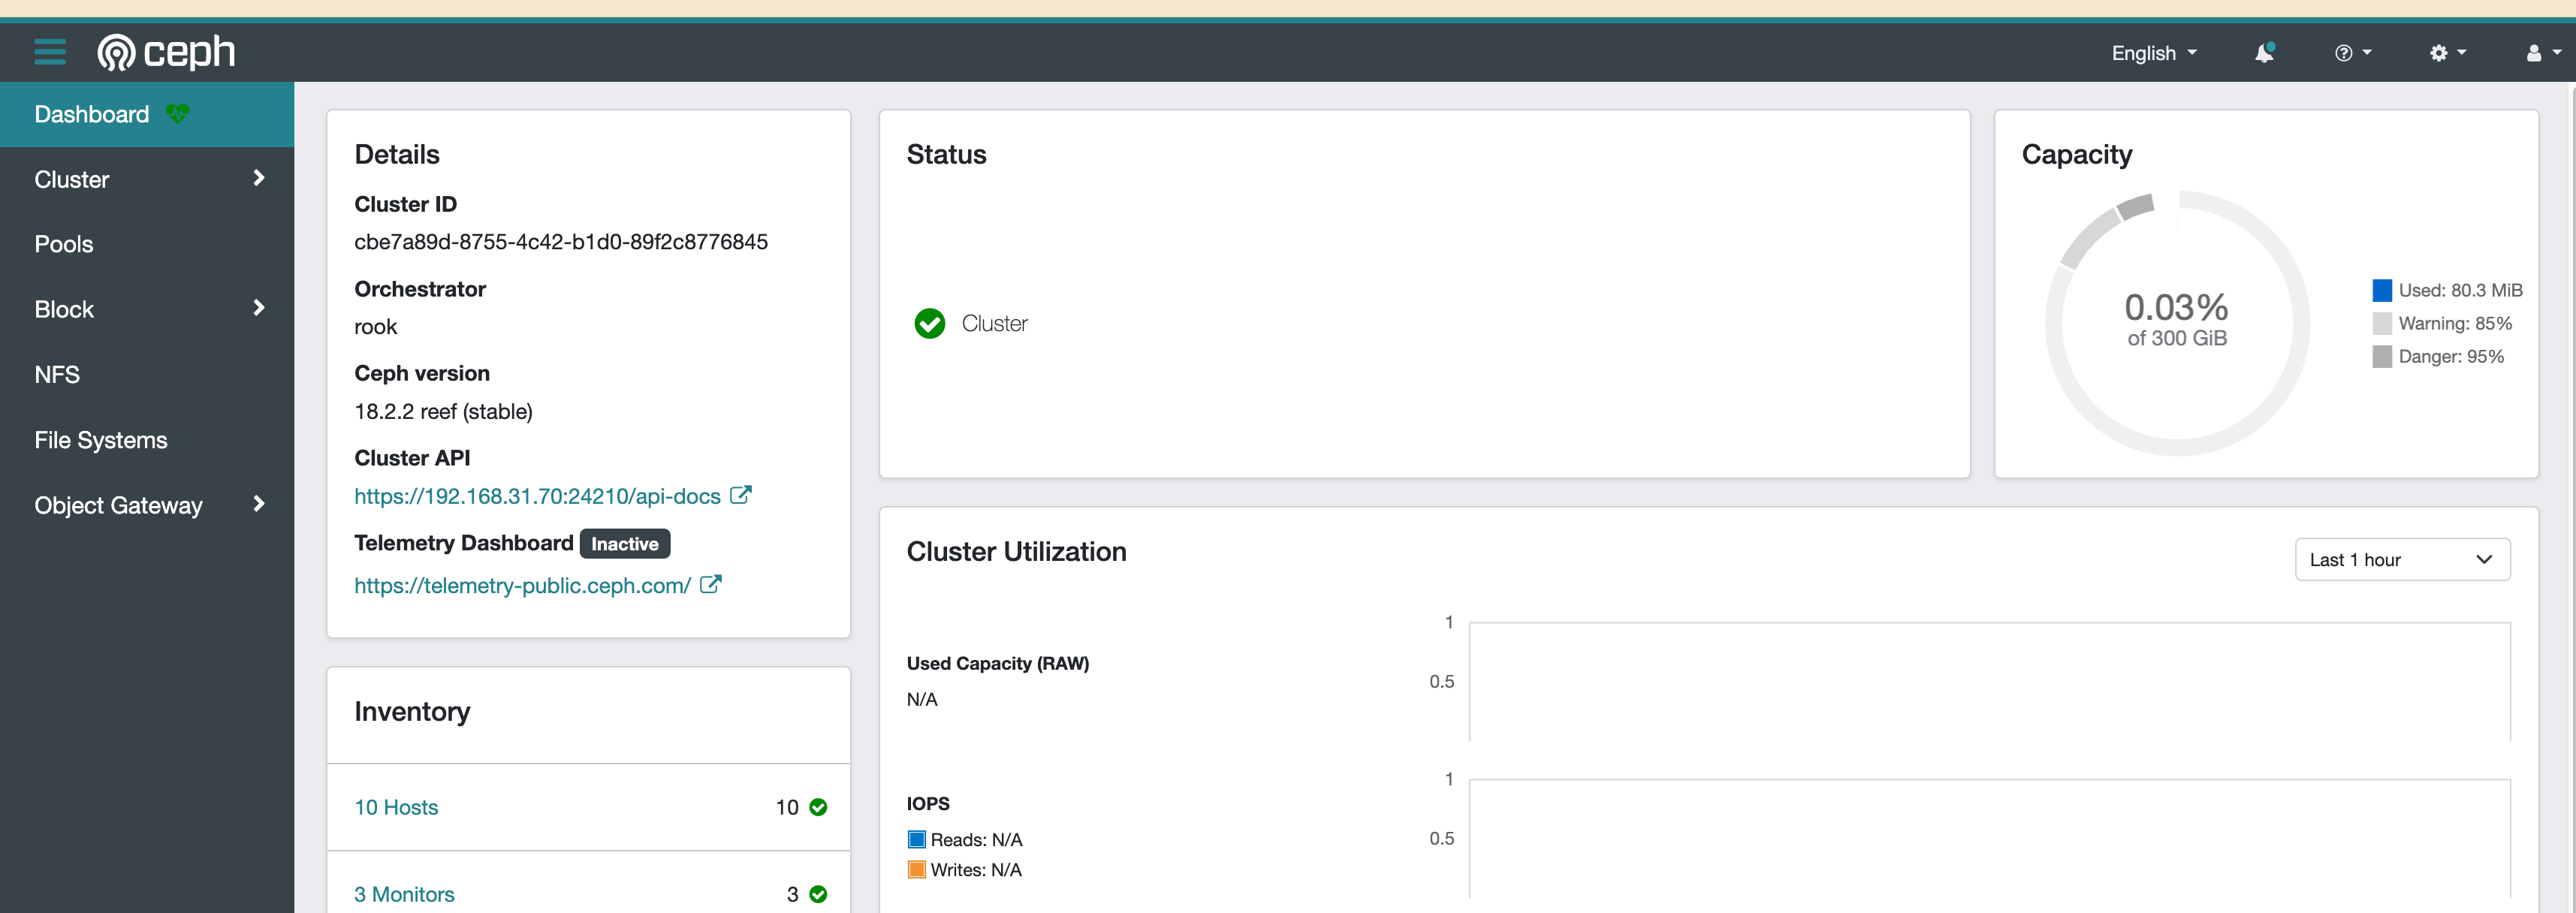 ceph
English
Dashboard
Cluster
Pools
Block
NFS
File Systems
Object Gateway
Details
Cluster ID
cbe7a89d-8755-4c42-b1d0-89f2c8776845
Orchestrator
rook
Ceph version
18.2.2 reef (stable)
Cluster API
https://192.168.31.70:24210/api-docs
Telemetry Dashboard Inactive
https://telemetry-public.ceph.com/
Inventory
10 Hosts 10
3 Monitors 3
Status
Cluster
Capacity
0.03%
of 300 GiB
Used: 80.3 MiB
Warning: 85%
Danger: 95%
Cluster Utilization
Last 1 hour
Used Capacity (RAW)
N/A
1
0.5
IOPS
Reads: N/A
Writes: N/A
1
0.5